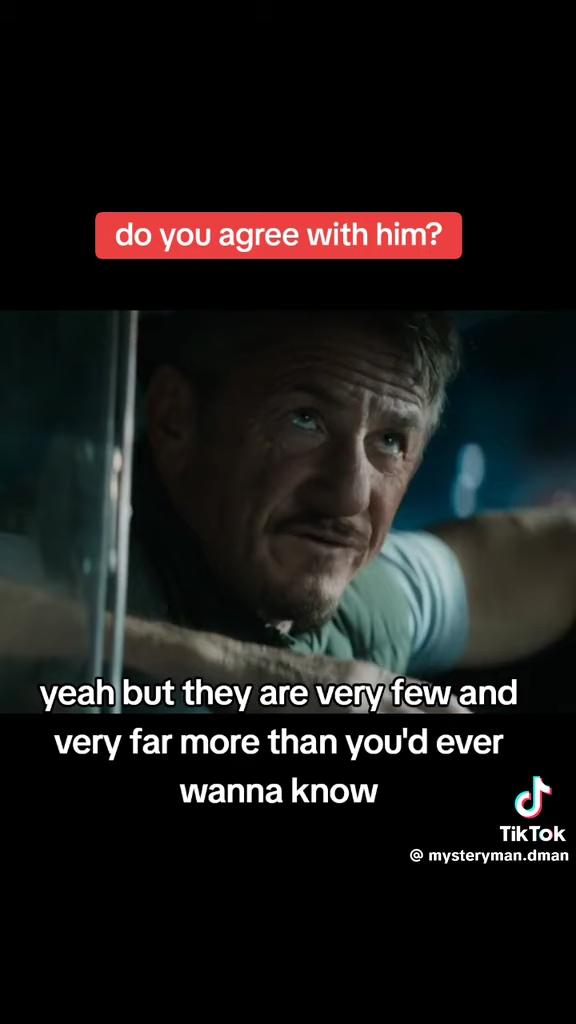 do you agree with him?
yeah but they are very few and
very far more than you'd ever
wanna know
TikTok
@ mysteryman.dman